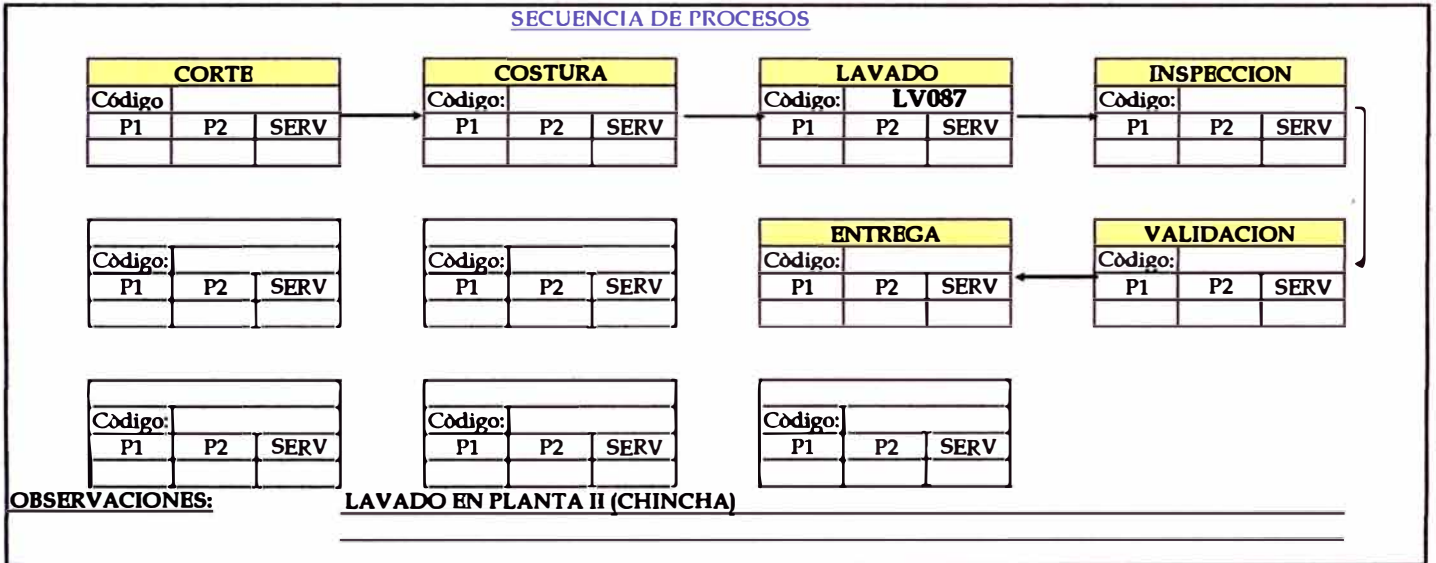 SECUENCIA DE PROCESOS
CORTE COSTURA LAVADO INSPECCION
Código Còdigo: Còdigo: LV087 Còdigo:
P1 P2 SERV P1 P2 SERV P1 P2 SERV P1 P2 SERV
ENTREGA VALIDACION
Còdigo: Còdigo: Còdigo: Còdigo:
P1 P2 SERV P1 P2 SERV P1 P2 SERV P1 P2 SERV
Còdigo: Còdigo: Còdigo:
P1 P2 SERV P1 P2 SERV P1 P2 SERV
OBSERVACIONES: LAVADO EN PLANTA II (CHINCHA)